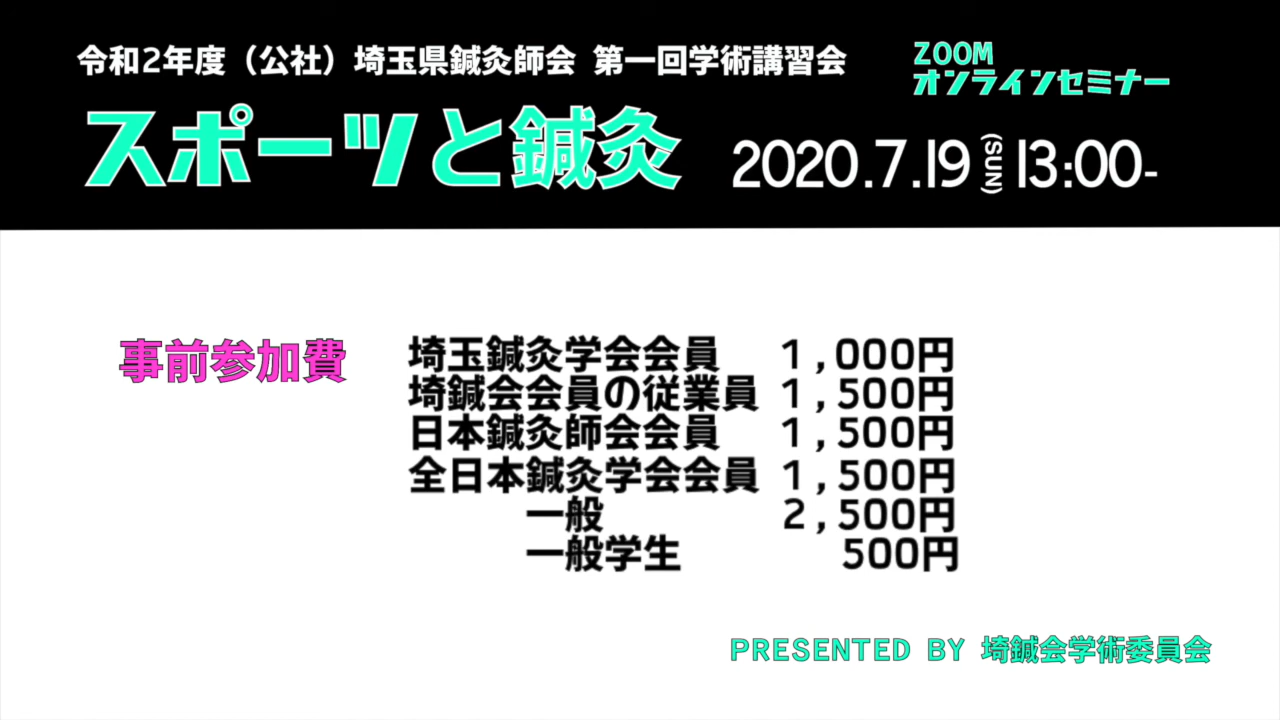 令和2年度（公社）埼玉県鍼灸師会 第一回学術講習会
ZOOM
オンラインセミナー
スポーツと鍼灸 2020.7.19(SUN) 13:00-
事前参加費
埼玉鍼灸学会会員 1,000円
埼鍼会会員の従業員 1,500円
日本鍼灸師会会員 1,500円
全日本鍼灸学会会員 1,500円
一般 2,500円
一般学生 500円
PRESENTED BY 埼鍼会学術委員会